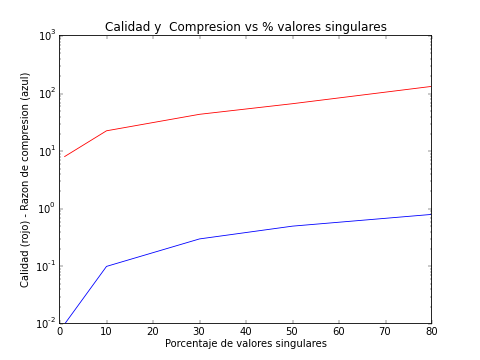 Calidad y  Compresion vs % valores singulares
10^3
10^2
10^1
10^0
10^-1
10^-2
Calidad (rojo) - Razon de compresion (azul)
0 10 20 30 40 50 60 70 80
Porcentaje de valores singulares